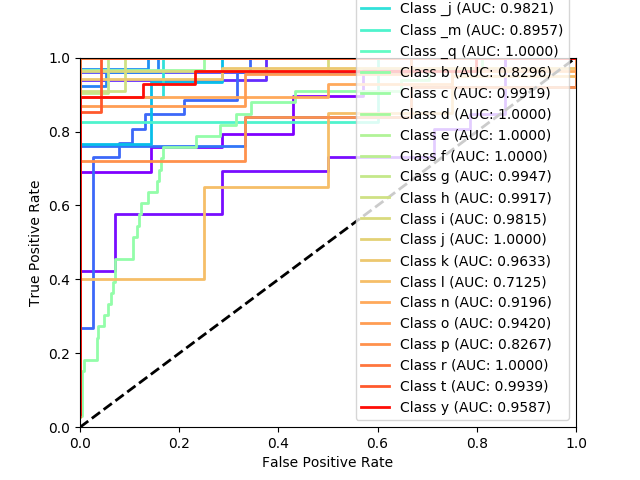 Class _j (AUC: 0.9821)
Class _m (AUC: 0.8957)
Class _q (AUC: 1.0000)
Class b (AUC: 0.8296)
Class c (AUC: 0.9919)
Class d (AUC: 1.0000)
Class e (AUC: 1.0000)
Class f (AUC: 1.0000)
Class g (AUC: 0.9947)
Class h (AUC: 0.9917)
Class i (AUC: 0.9815)
Class j (AUC: 1.0000)
Class k (AUC: 0.9633)
Class l (AUC: 0.7125)
Class n (AUC: 0.9196)
Class o (AUC: 0.9420)
Class p (AUC: 0.8267)
Class r (AUC: 1.0000)
Class t (AUC: 0.9939)
Class y (AUC: 0.9587)
1.0
0.8
0.6
0.4
0.2
0.0
True Positive Rate
0.0 0.2 0.4 0.6 0.8 1.0
False Positive Rate